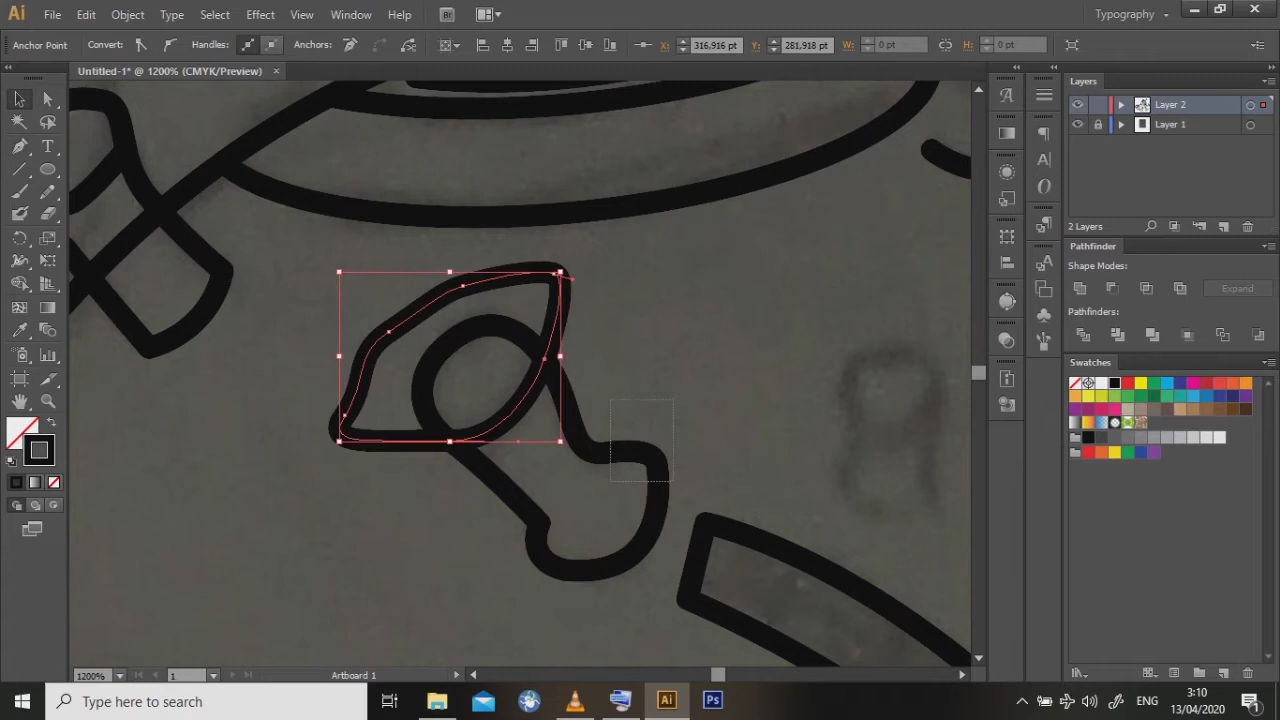 Ai File Edit Object Type Select Effect View Window Help Br Typography
Anchor Point Convert: Handles: Anchors: X: 316,916 pt Y: 281,918 pt W: 0 pt H: 0 pt
Untitled-1* @ 1200% (CMYK/Preview) ×
Layers
Layer 2
Layer 1
2 Layers
Pathfinder
Shape Modes:
Expand
Pathfinders:
Swatches
1200% 1 Artboard 1
Type here to search
Ai Ps ENG 3:10
13/04/2020